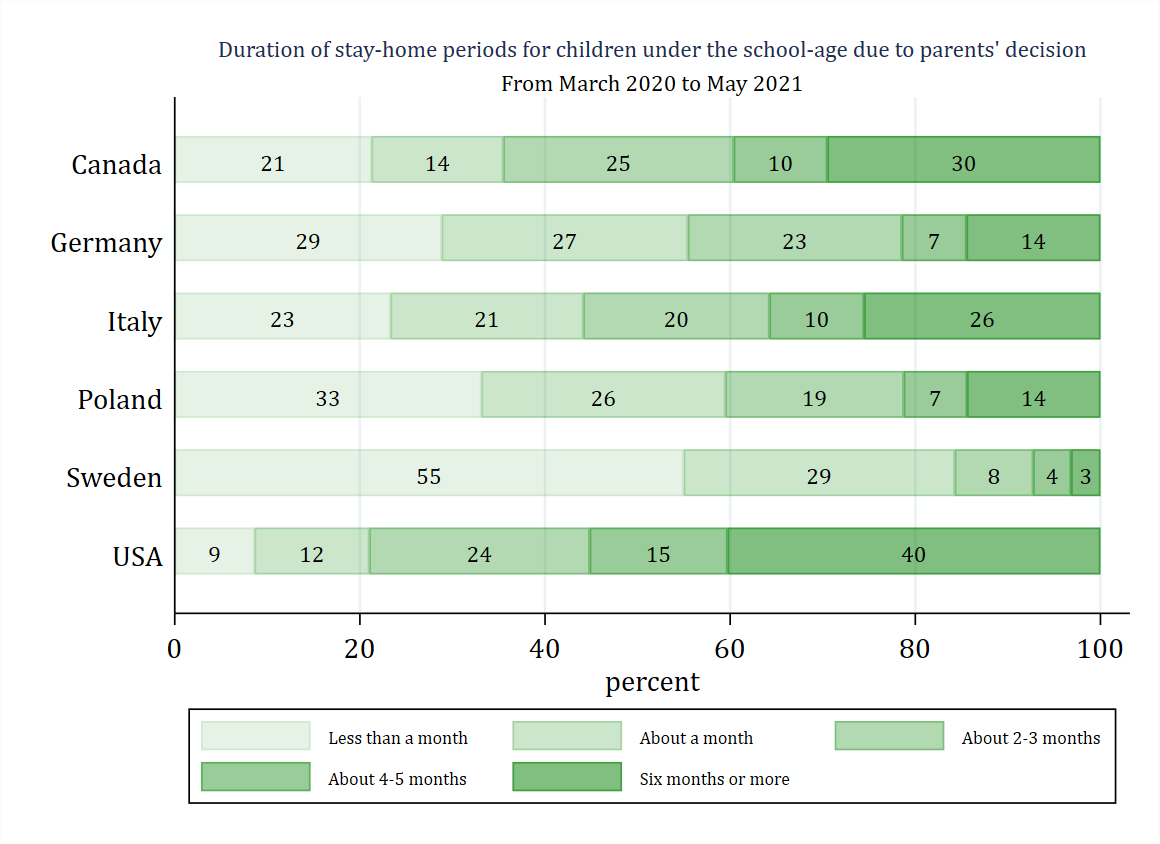 Duration of stay-home periods for children under the school-age due to parents' decision
From March 2020 to May 2021
Canada 21 14 25 10 30
Germany 29 27 23 7 14
Italy 23 21 20 10 26
Poland 33 26 19 7 14
Sweden 55 29 8 4 3
USA 9 12 24 15 40
0 20 40 60 80 100
percent
Less than a month About a month About 2-3 months
About 4-5 months Six months or more